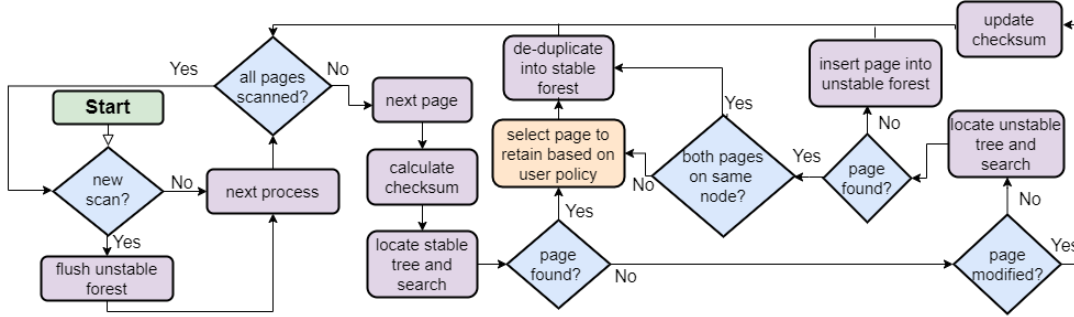 Start
new
scan?
Yes
flush unstable
forest
No
next process
Yes
all pages
scanned?
No
next page
calculate
checksum
locate stable
tree and
search
page
found?
Yes
No
select page to
retain based on
user policy
de-duplicate
into stable
forest
Yes
No
both pages
on same
node?
Yes
page
found?
No
insert page into
unstable forest
locate unstable
tree and
search
No
page
modified?
Yes
update
checksum